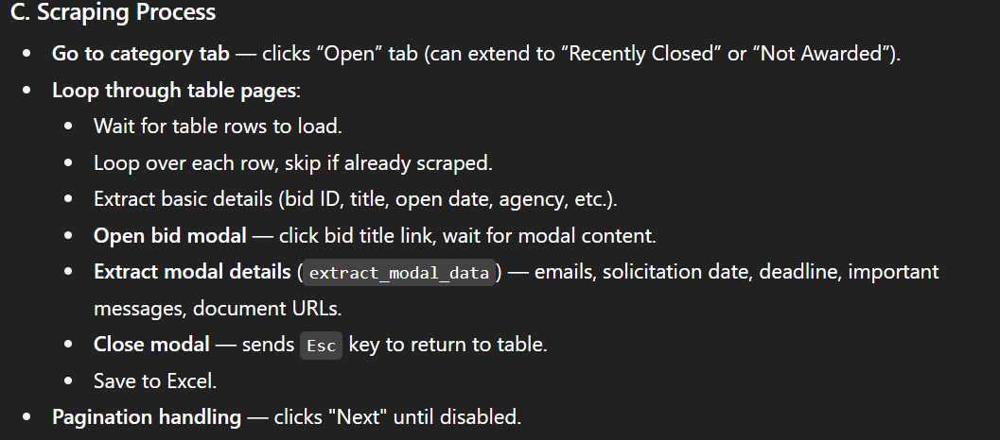 C. Scraping Process
• Go to category tab — clicks “Open” tab (can extend to “Recently Closed” or “Not Awarded”).
• Loop through table pages:
• Wait for table rows to load.
• Loop over each row, skip if already scraped.
• Extract basic details (bid ID, title, open date, agency, etc.).
• Open bid modal — click bid title link, wait for modal content.
• Extract modal details (extract_modal_data) — emails, solicitation date, deadline, important
messages, document URLs.
• Close modal — sends Esc key to return to table.
• Save to Excel.
• Pagination handling — clicks "Next" until disabled.